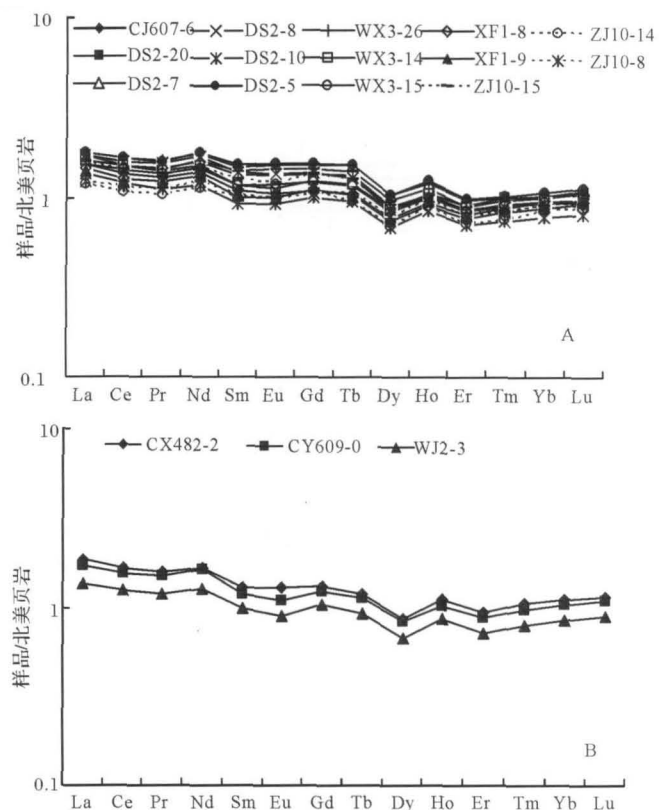 10
CJ607-6 DS2-8 WX3-26 XF1-8 ZJ10-14
DS2-20 DS2-10 WX3-14 XF1-9 ZJ10-8
DS2-7 DS2-5 WX3-15 ZJ10-15
样品/北美页岩
1
A
0.1
La Ce Pr Nd Sm Eu Gd Tb Dy Ho Er Tm Yb Lu
10
CX482-2 CY609-0 WJ2-3
样品/北美页岩
1
B
0.1
La Ce Pr Nd Sm Eu Gd Tb Dy Ho Er Tm Yb Lu